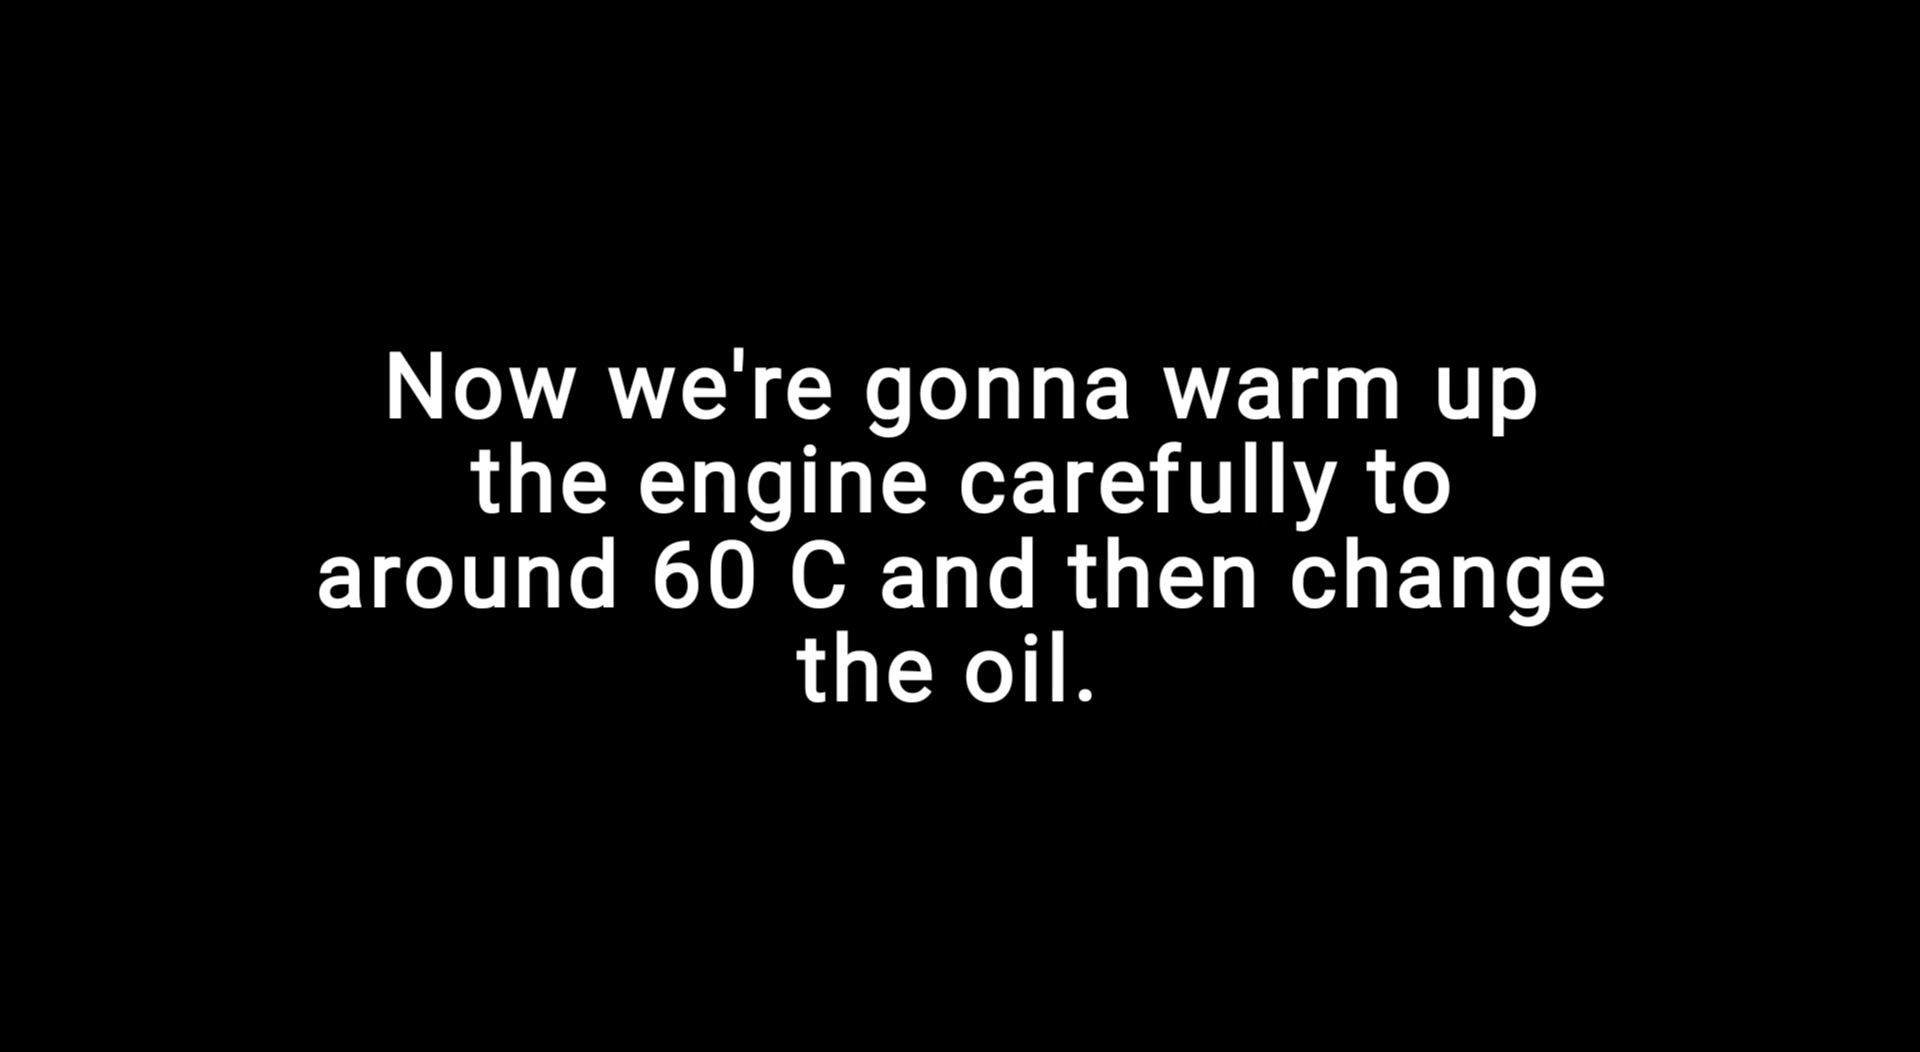 Now we're gonna warm up
the engine carefully to
around 60 C and then change
the oil.